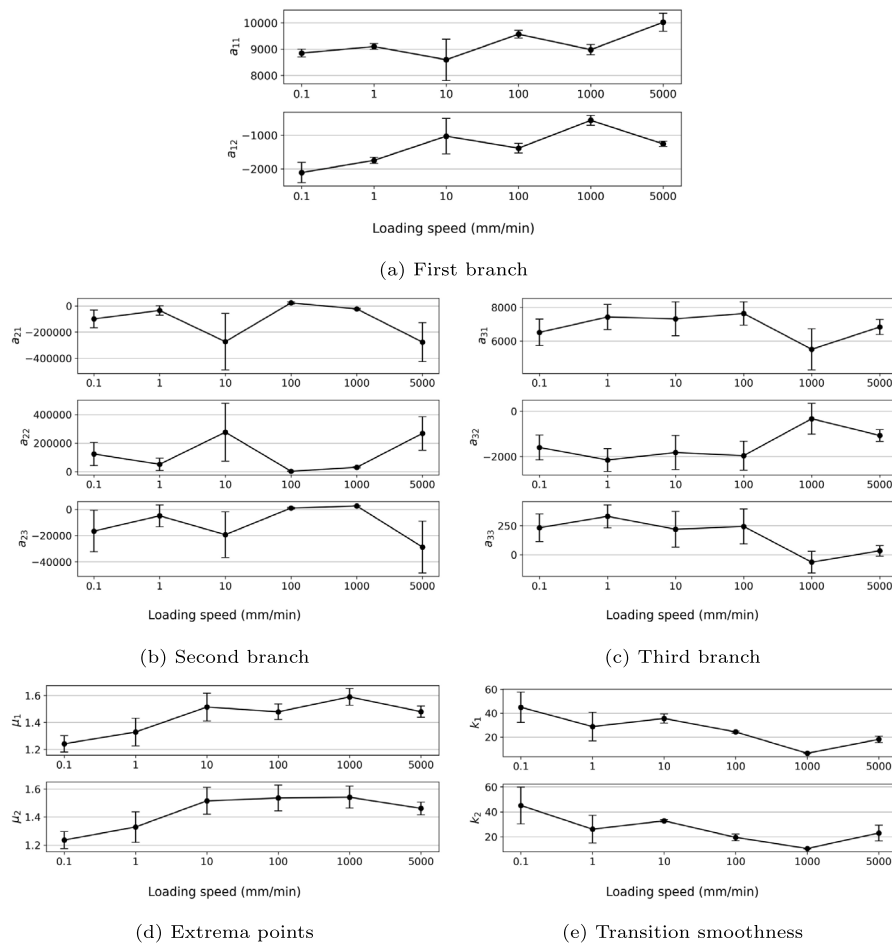 10000
9000
8000
a11
0.1 1 10 100 1000 5000
−1000
−2000
a12
0.1 1 10 100 1000 5000
Loading speed (mm/min)
(a) First branch
0
−200000
−400000
a21
0.1 1 10 100 1000 5000
400000
200000
0
a22
0.1 1 10 100 1000 5000
0
−20000
−40000
a23
0.1 1 10 100 1000 5000
Loading speed (mm/min)
(b) Second branch
8000
6000
a31
0.1 1 10 100 1000 5000
0
−2000
a32
0.1 1 10 100 1000 5000
250
0
a33
0.1 1 10 100 1000 5000
Loading speed (mm/min)
(c) Third branch
1.6
1.4
1.2
μ1
0.1 1 10 100 1000 5000
1.6
1.4
1.2
μ2
0.1 1 10 100 1000 5000
Loading speed (mm/min)
(d) Extrema points
60
40
20
k1
0.1 1 10 100 1000 5000
60
40
20
k2
0.1 1 10 100 1000 5000
Loading speed (mm/min)
(e) Transition smoothness